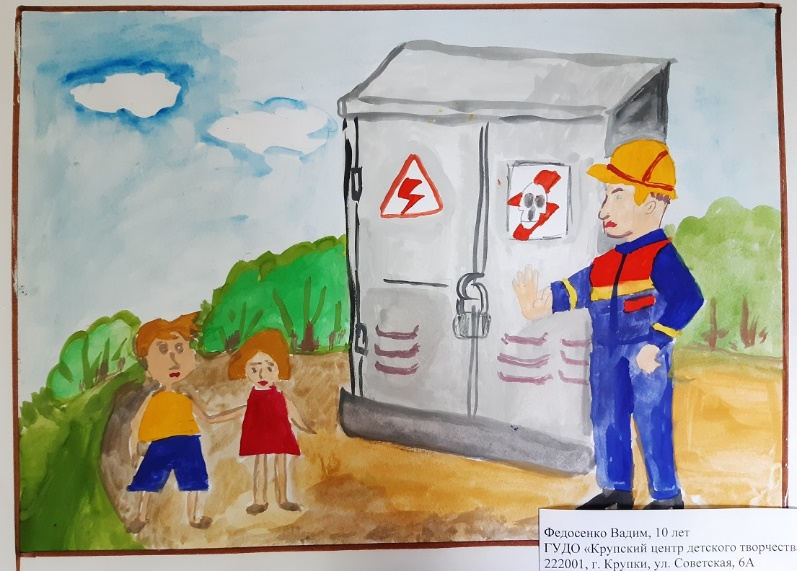 Федосенко Вадим, 10 лет
ГУДО «Крупский центр детского творчеств
222001, г. Крупки, ул. Советская, 6А